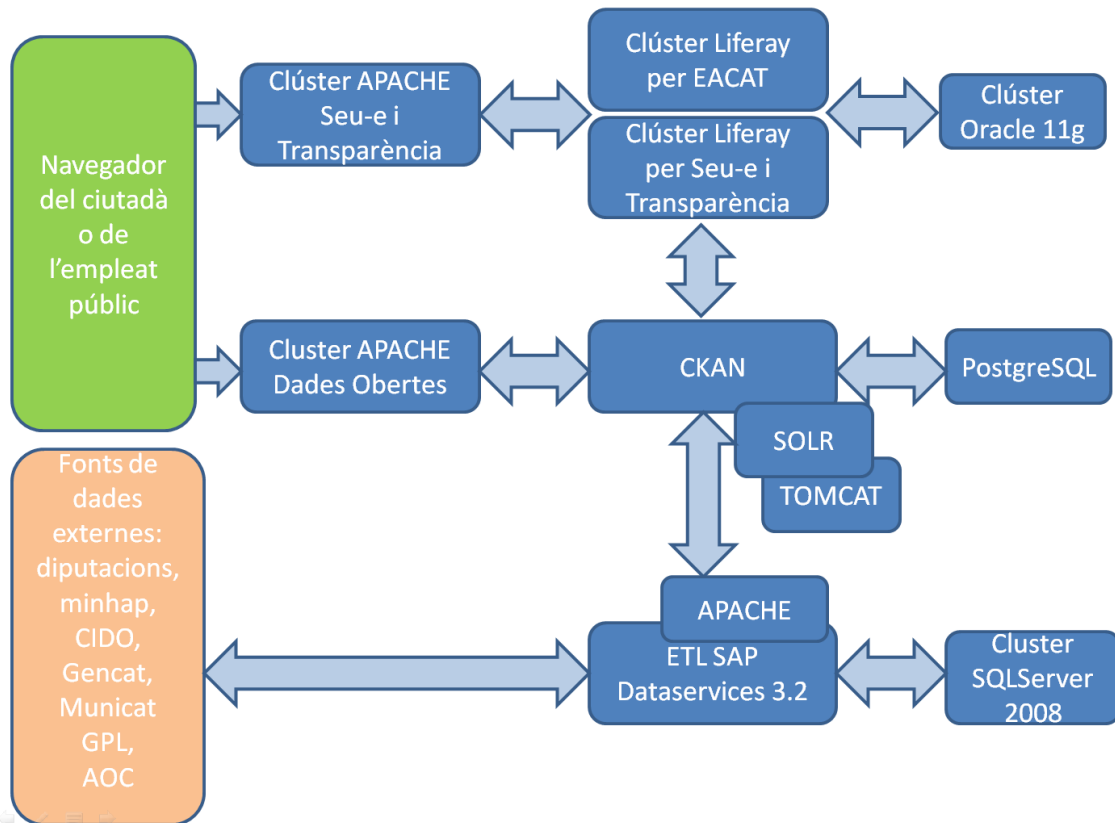 Navegador
del ciutadà
o de
l'empleat
públic
Clúster APACHE
Seu-e i
Transparència
Clúster Liferay
per EACAT
Clúster Liferay
per Seu-e i
Transparència
Clúster
Oracle 11g
Cluster APACHE
Dades Obertes
CKAN
PostgreSQL
SOLR
TOMCAT
Fonts de
dades
externes:
diputacions,
minhap,
CIDO,
Gencat,
Municat
GPL,
AOC
APACHE
ETL SAP
Dataservices 3.2
Cluster
SQLServer
2008